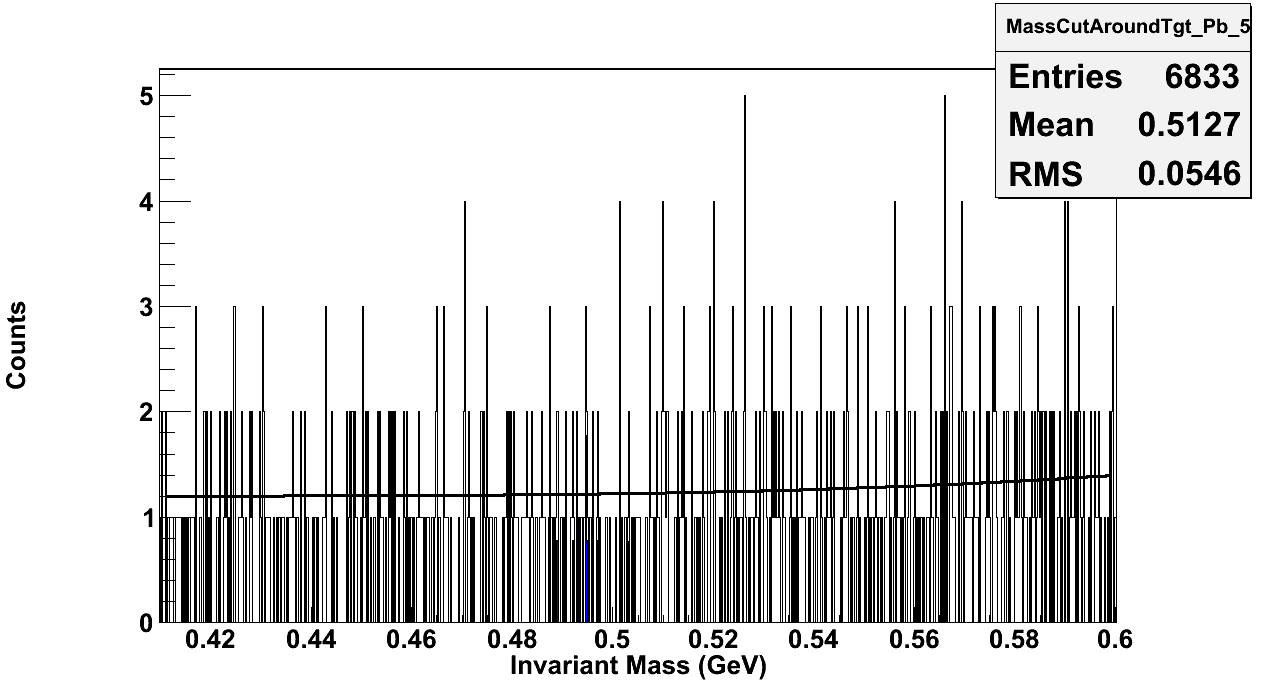 MassCutAroundTgt_Pb_5
Entries 6833
Mean 0.5127
RMS 0.0546
5
4
3
2
1
0
Counts
0.42 0.44 0.46 0.48 0.5 0.52 0.54 0.56 0.58 0.6
Invariant Mass (GeV)